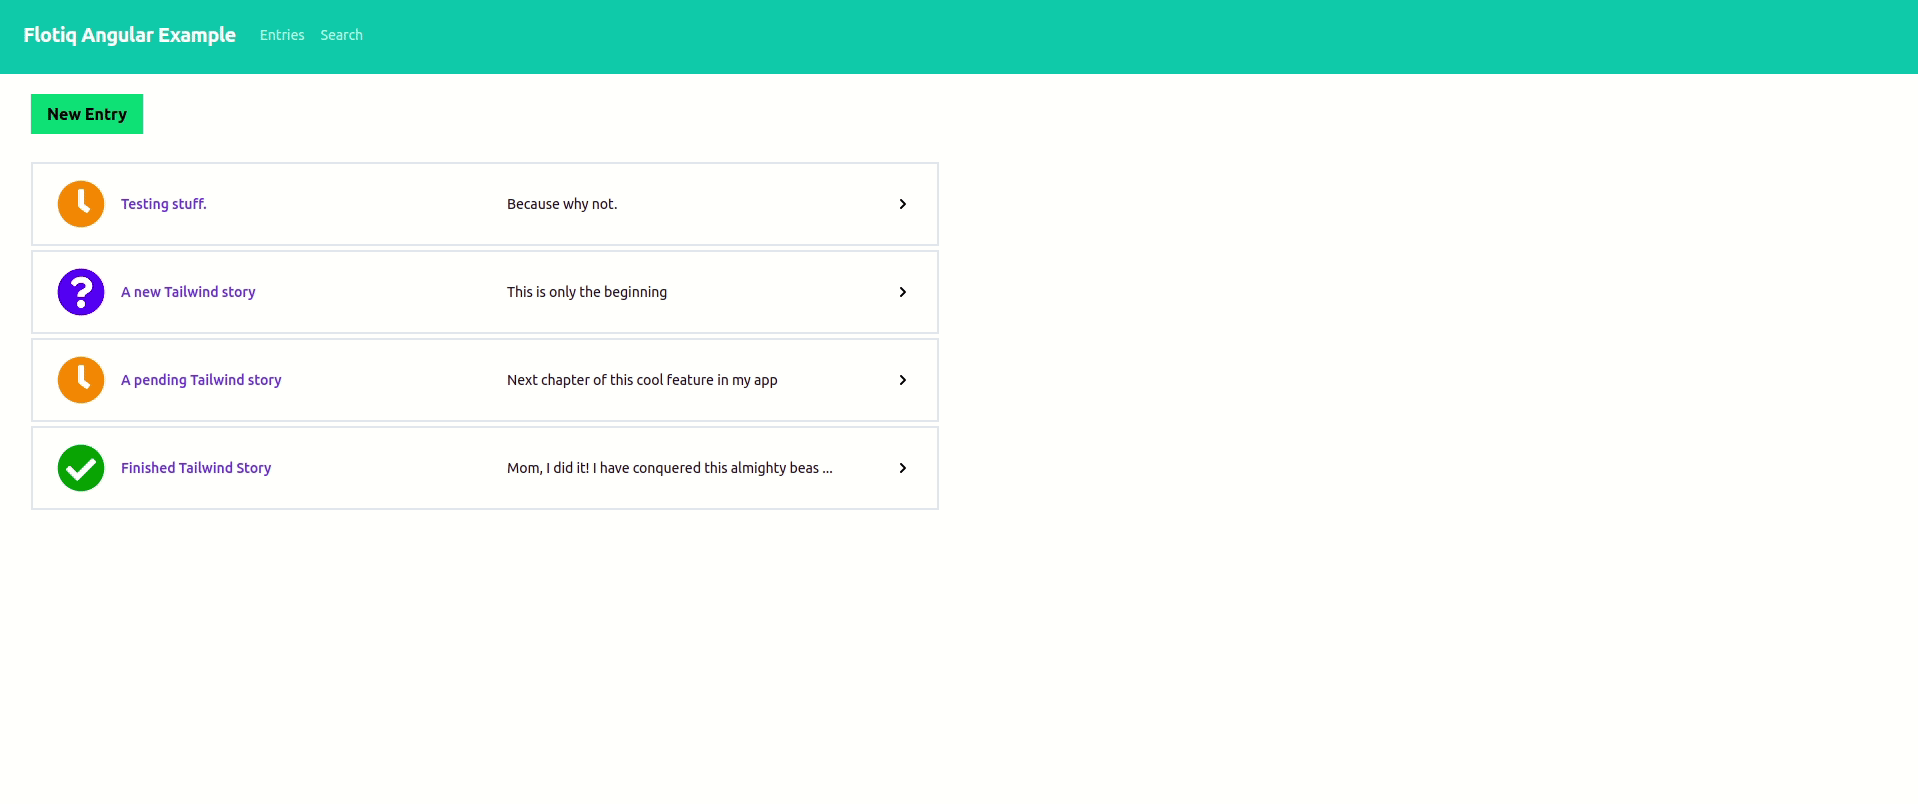 Flotiq Angular Example Entries Search
New Entry
Testing stuff. Because why not.
A new Tailwind story This is only the beginning
A pending Tailwind story Next chapter of this cool feature in my app
Finished Tailwind Story Mom, I did it! I have conquered this almighty beas ...